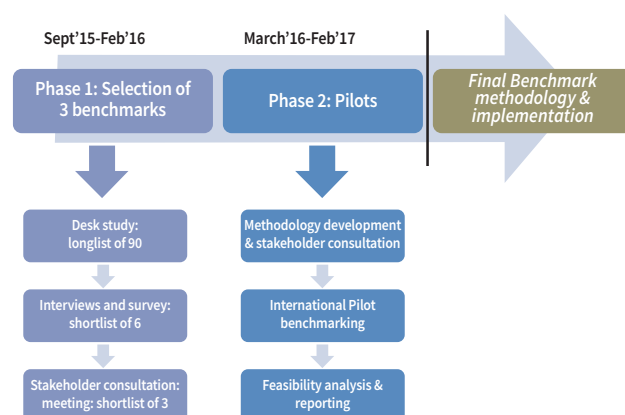 Sept’15-Feb’16
March’16-Feb’17
Phase 1: Selection of
3 benchmarks
Phase 2: Pilots
Final Benchmark
methodology &
implementation
Desk study:
longlist of 90
Methodology development
& stakeholder consultation
Interviews and survey:
shortlist of 6
International Pilot
benchmarking
Stakeholder consultation:
meeting: shortlist of 3
Feasibility analysis &
reporting